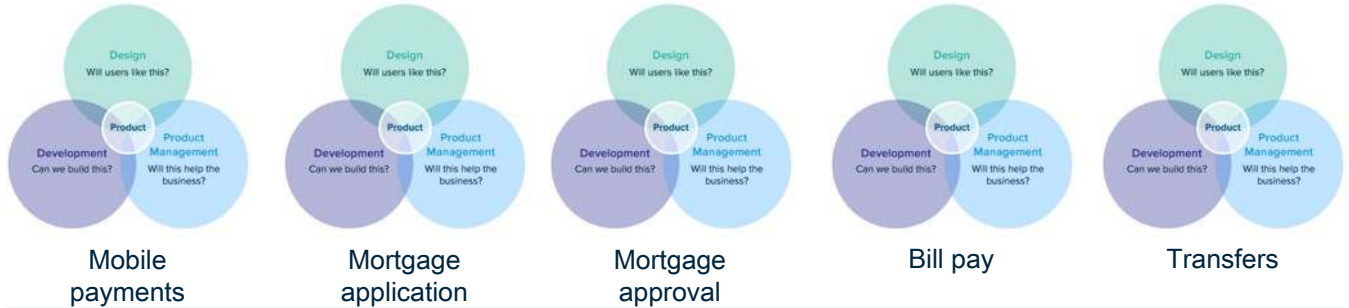 Design
Will users like this?
Product
Development
Can we build this?
Product
Management
Will this help the
business?
Mobile
payments
Design
Will users like this?
Product
Development
Can we build this?
Product
Management
Will this help the
business?
Mortgage
application
Design
Will users like this?
Product
Development
Can we build this?
Product
Management
Will this help the
business?
Mortgage
approval
Design
Will users like this?
Product
Development
Can we build this?
Product
Management
Will this help the
business?
Bill pay
Design
Will users like this?
Product
Development
Can we build this?
Product
Management
Will this help the
business?
Transfers